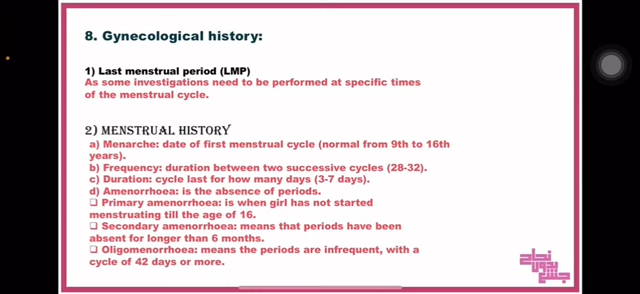 8. Gynecological history:
1) Last menstrual period (LMP)
As some investigations need to be performed at specific times
of the menstrual cycle.
2) MENSTRUAL HISTORY
a) Menarche: date of first menstrual cycle (normal from 9th to 16th
years).
b) Frequency: duration between two successive cycles (28-32).
c) Duration: cycle last for how many days (3-7 days).
d) Amenorrhoea: is the absence of periods.
❑ Primary amenorrhoea: is when girl has not started
menstruating till the age of 16.
❑ Secondary amenorrhoea: means that periods have been
absent for longer than 6 months.
❑ Oligomenorrhoea: means the periods are infrequent, with a
cycle of 42 days or more.
نجاح
بدون
جشع